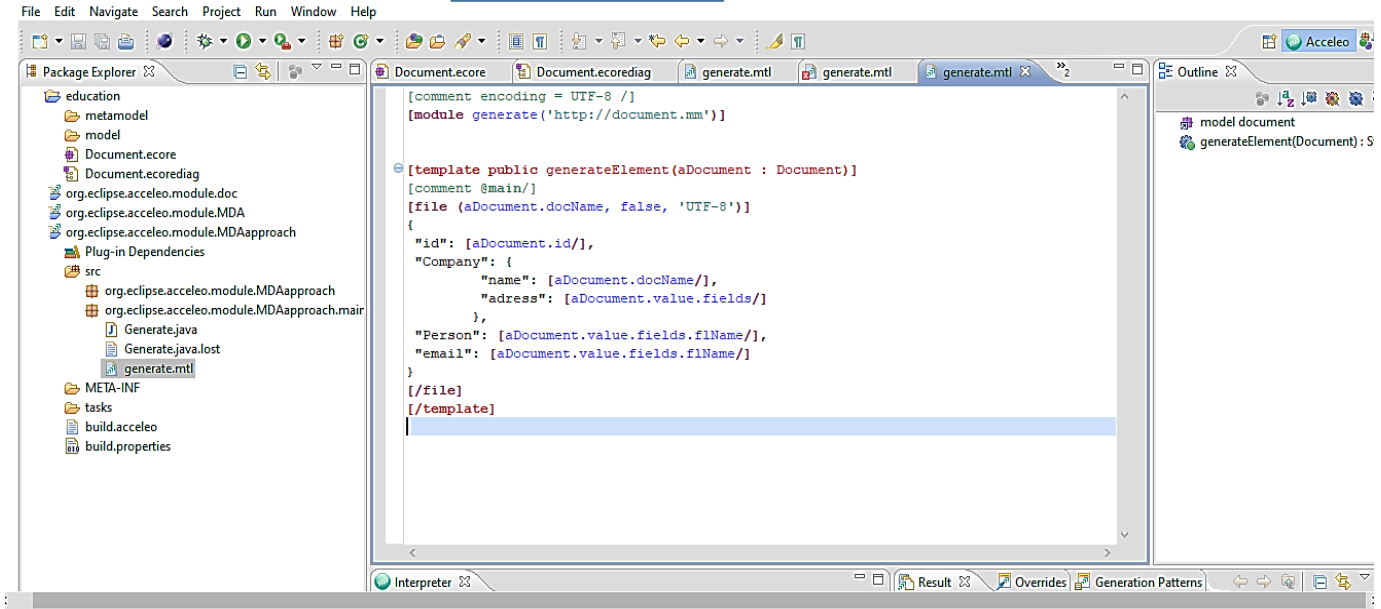 File Edit Navigate Search Project Run Window Help
Acceleo
Package Explorer
education
metamodel
model
Document.ecore
Document.ecorediag
org.eclipse.acceleo.module.doc
org.eclipse.acceleo.module.MDA
org.eclipse.acceleo.module.MDAapproach
Plug-in Dependencies
src
org.eclipse.acceleo.module.MDAapproach
org.eclipse.acceleo.module.MDAapproach.main
Generate.java
Generate.java.lost
generate.mtl
META-INF
tasks
build.acceleo
build.properties
Document.ecore Document.ecorediag generate.mtl generate.mtl generate.mtl 2
[comment encoding = UTF-8 /]
[module generate('http://document.mm')]
[template public generateElement(aDocument : Document)]
[comment @main/]
[file (aDocument.docName, false, 'UTF-8')]
{
"id": [aDocument.id/],
"Company": {
"name": [aDocument.docName/],
"adress": [aDocument.value.fields/]
},
"Person": [aDocument.value.fields.flName/],
"email": [aDocument.value.fields.flName/]
}
[/file]
[/template]
Outline
model document
generateElement(Document) : S
Interpreter
Result Overrides Generation Patterns